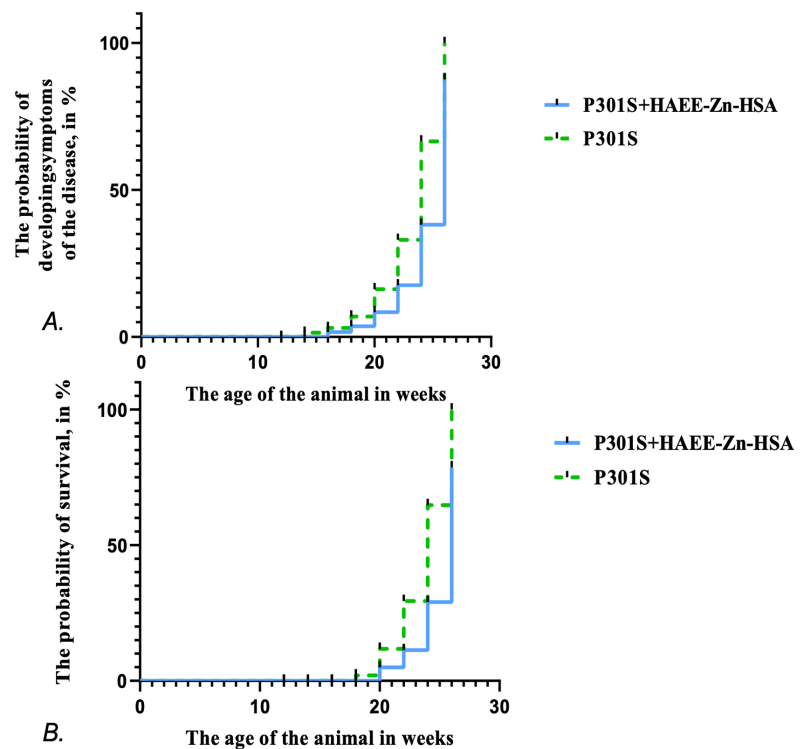 The probability of
developingsymptoms
of the disease, in %
100
50
0
0
10
20
30
The age of the animal in weeks
A.
P301S+HAEE-Zn-HSA
P301S
The probability of survival, in %
100
50
0
0
10
20
30
The age of the animal in weeks
B.
P301S+HAEE-Zn-HSA
P301S